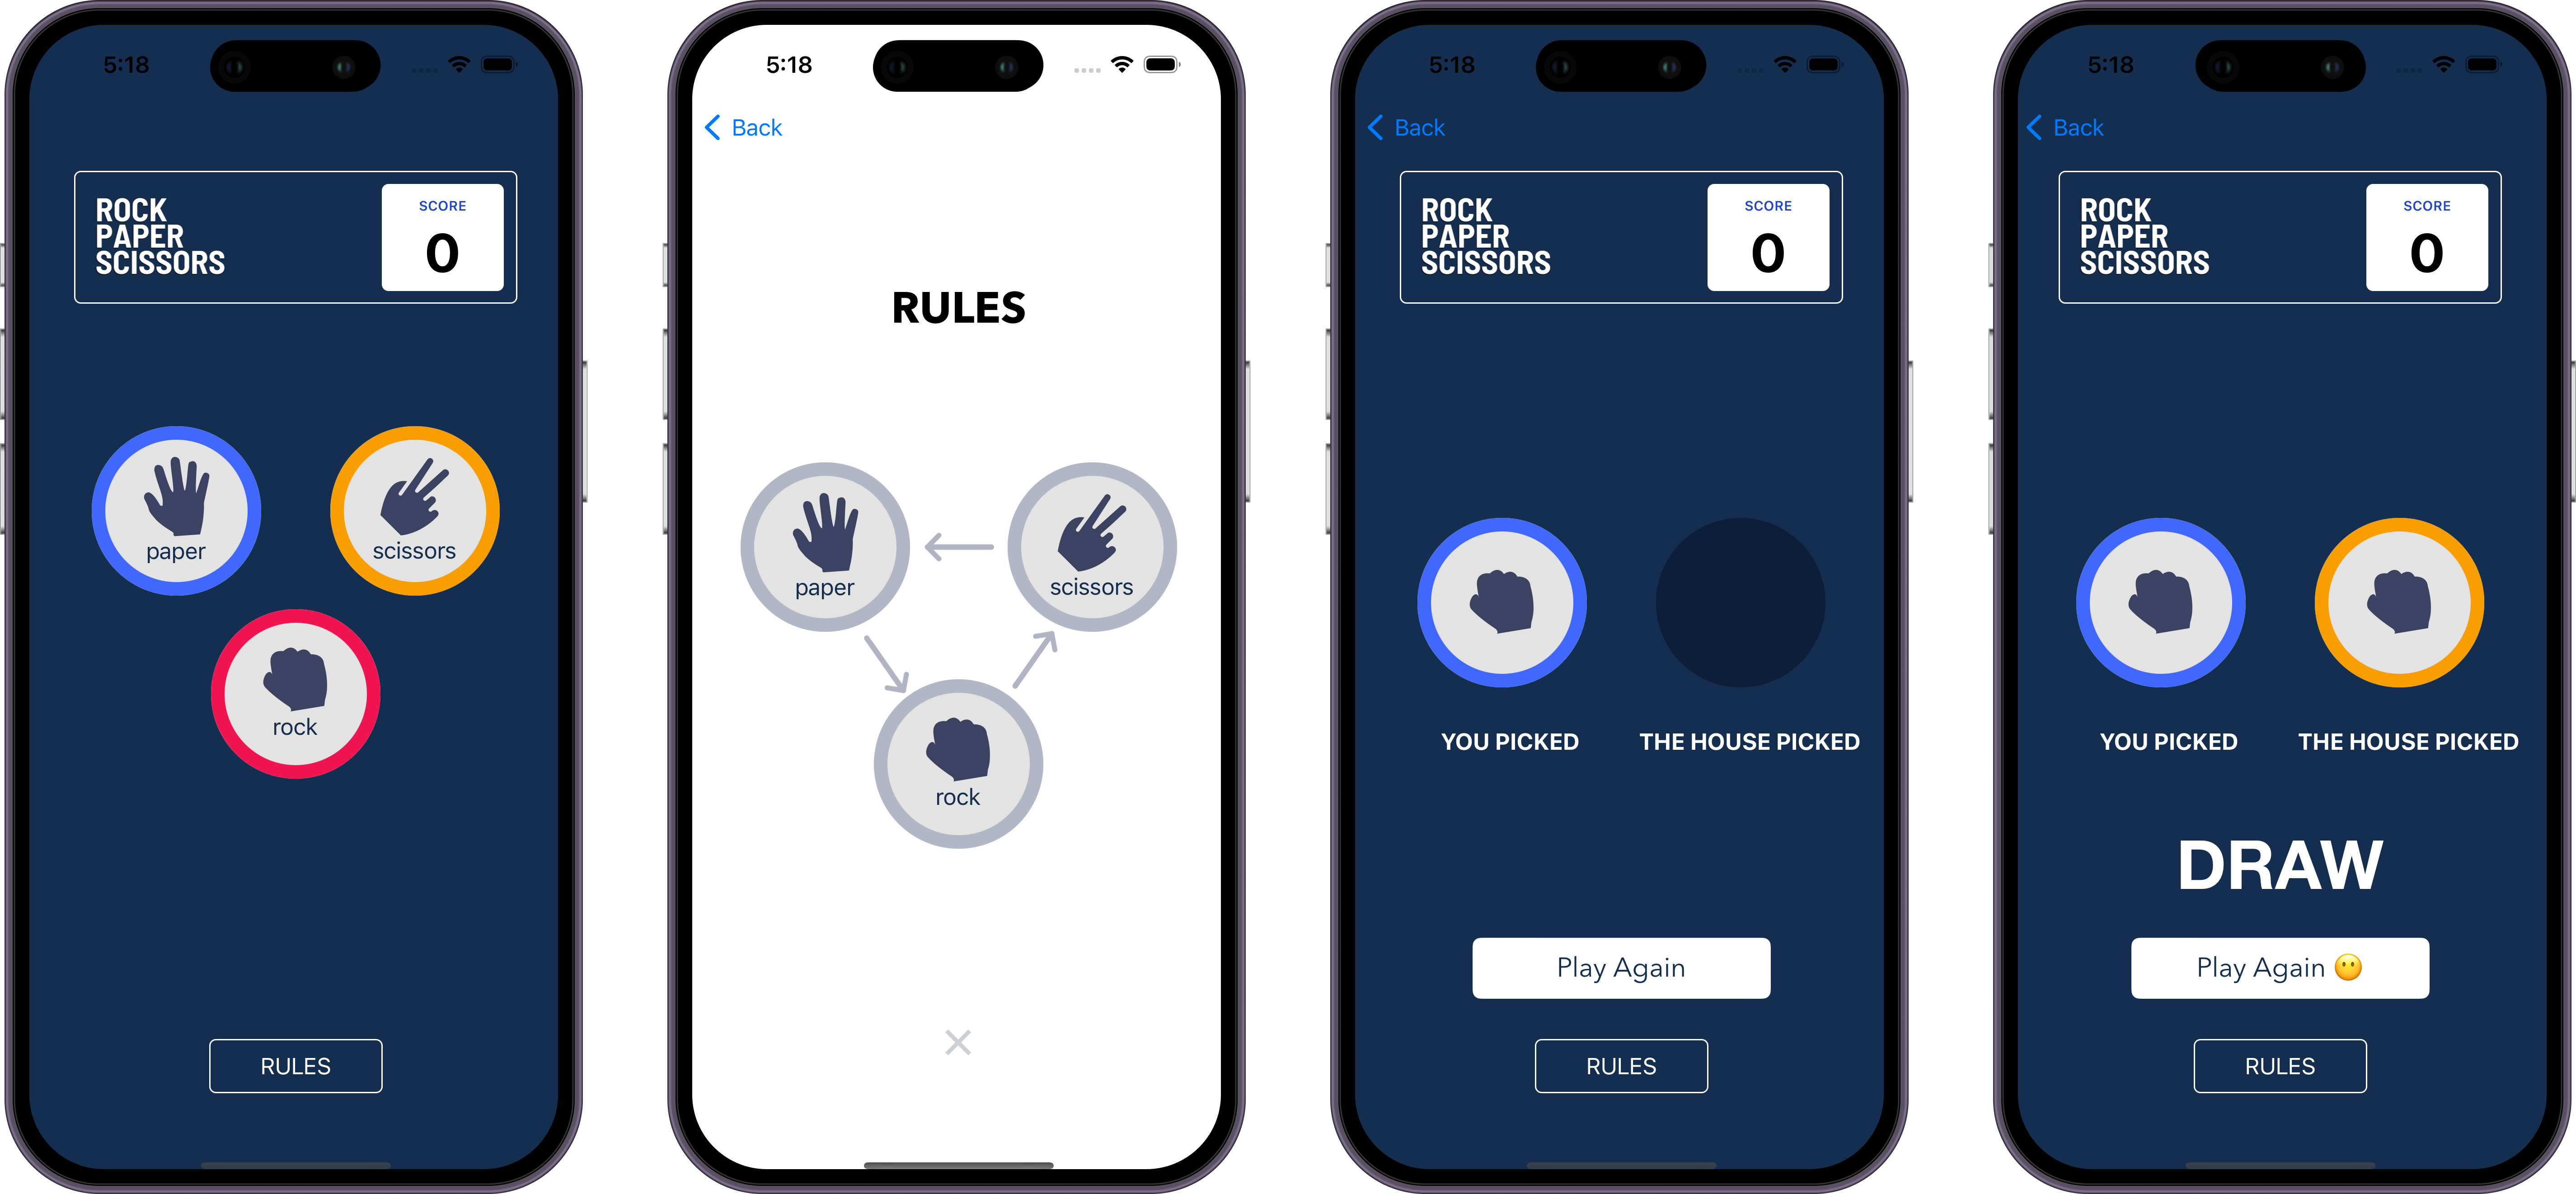 5:18
ROCK
PAPER
SCISSORS
SCORE
0
paper
scissors
rock
RULES
5:18
Back
RULES
paper
scissors
rock
5:18
Back
ROCK
PAPER
SCISSORS
SCORE
0
YOU PICKED
THE HOUSE PICKED
Play Again
RULES
5:18
Back
ROCK
PAPER
SCISSORS
SCORE
0
YOU PICKED
THE HOUSE PICKED
DRAW
Play Again 😶
RULES